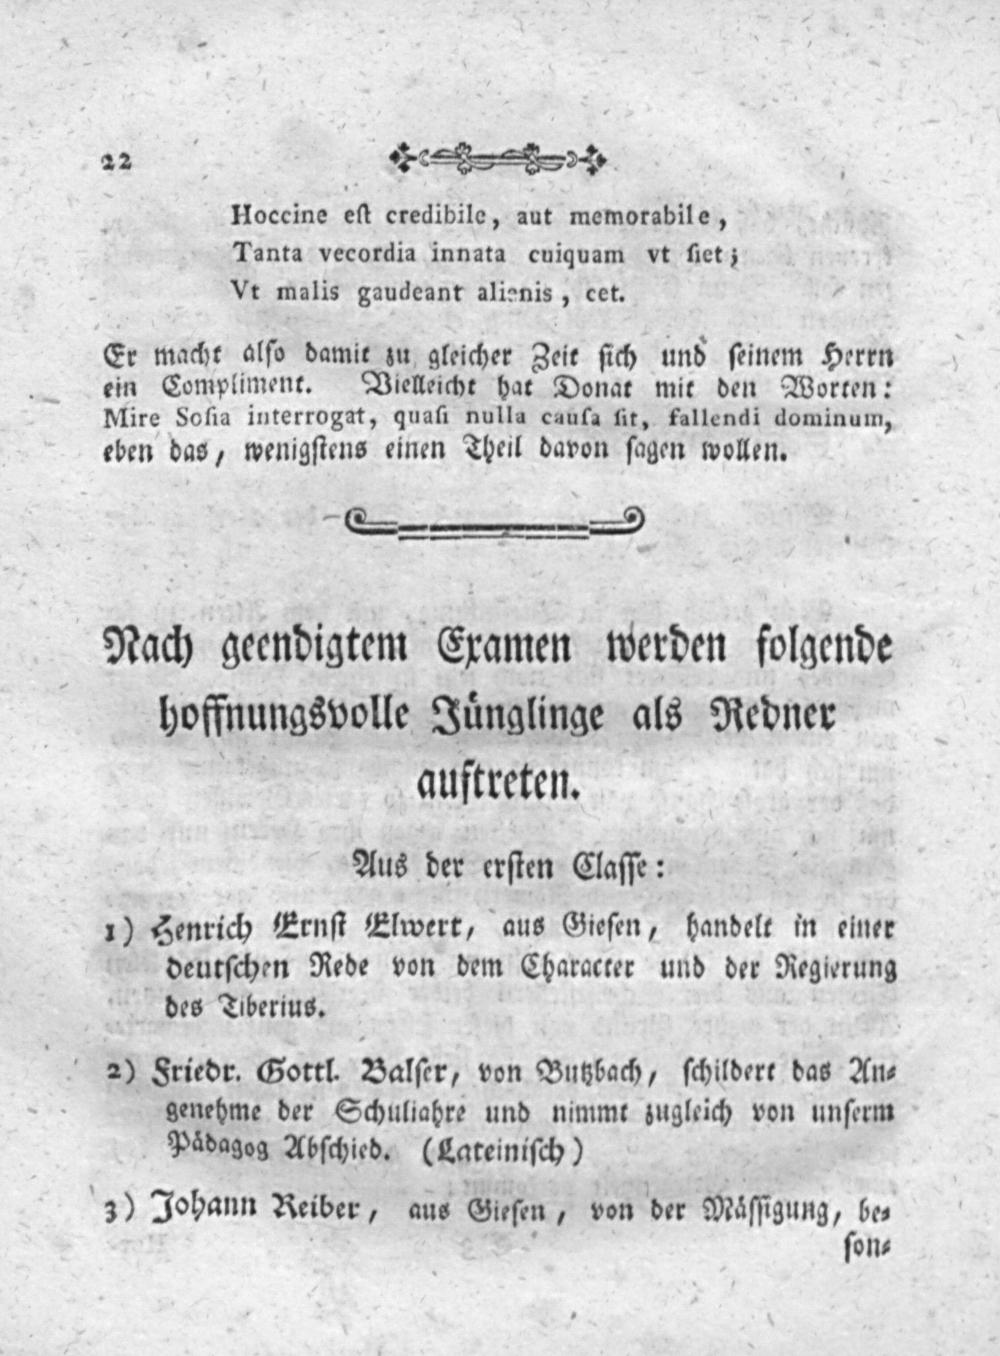 22
Hoccine eſt credibile, aut memorabile,
Tanta vecordia innata cuiquam vt ſiet;
Vt malis gaudeant alienis, cet.
Er macht alſo damit zu gleicher Zeit ſich und ſeinem Herrn
ein Compliment. Vielleicht hat Donat mit den Worten:
Mire Soſia interrogat, quaſi nulla cauſa ſit, fallendi dominum,
eben das, wenigſtens einen Theil davon ſagen wollen.
Nach geendigtem Examen werden folgende
hoffnungsvolle Jünglinge als Redner
auftreten.
Aus der erſten Claſſe:
1) Henrich Ernſt Elwert, aus Gieſen, handelt in einer
deutſchen Rede von dem Character und der Regierung
des Tiberius.
2) Friedr. Gottl. Balſer, von Butzbach, ſchildert das An⸗
genehme der Schuljahre und nimmt zugleich von unſerm
Pädagog Abſchied. (Lateiniſch)
3) Johann Reiber, aus Gieſen, von der Mäſſigung, be⸗
ſon⸗